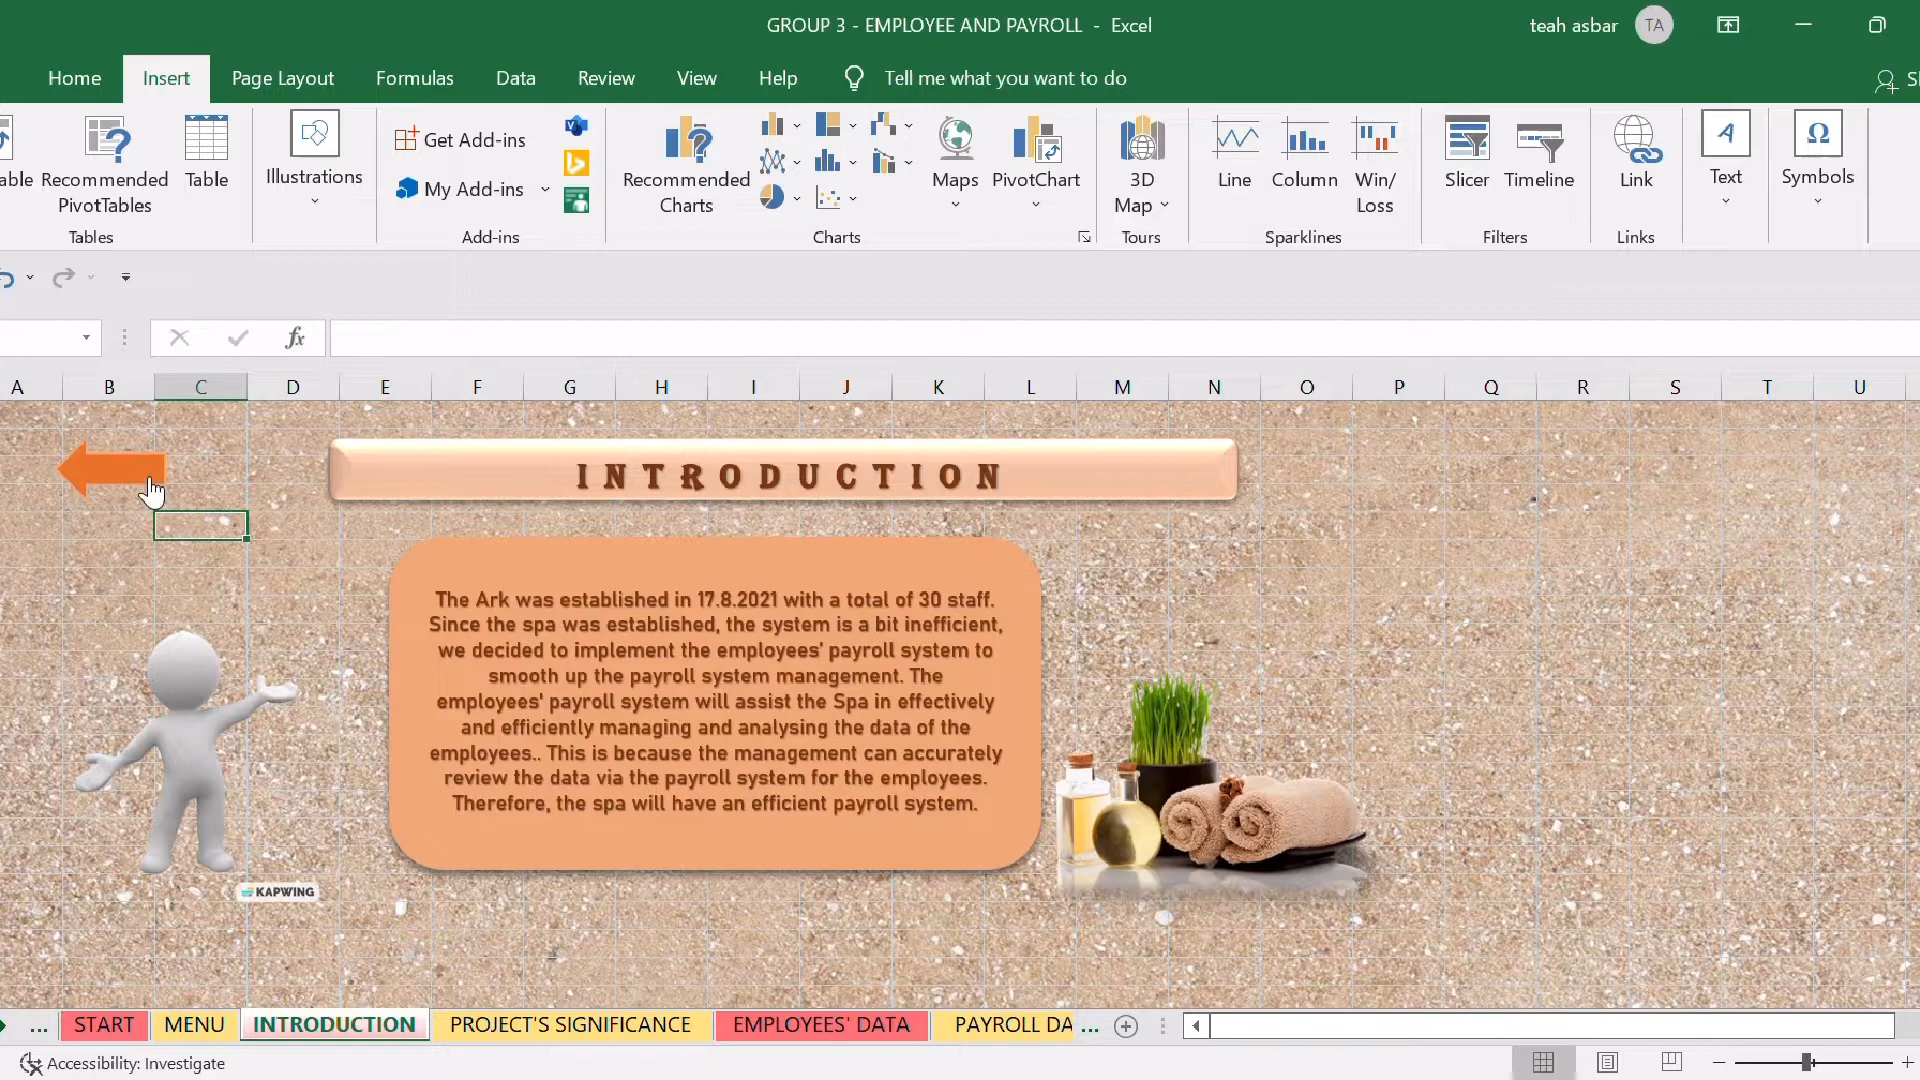 GROUP 3 - EMPLOYEE AND PAYROLL - Excel
teah asbar
TA
Home
Insert
Page Layout
Formulas
Data
Review
View
Help
Tell me what you want to do
Recommended
PivotTables
Table
Tables
Illustrations
Get Add-ins
My Add-ins
Add-ins
Recommended
Charts
Maps
PivotChart
Charts
3D
Map
Tours
Line
Column
Win/
Loss
Sparklines
Slicer
Timeline
Filters
Link
Links
Text
Symbols
fx
A B C D E F G H I J K L M N O P Q R S T U
INTRODUCTION
The Ark was established in 17.8.2021 with a total of 30 staff.
Since the spa was established, the system is a bit inefficient,
we decided to implement the employees' payroll system to
smooth up the payroll system management. The
employees' payroll system will assist the Spa in effectively
and efficiently managing and analysing the data of the
employees.. This is because the management can accurately
review the data via the payroll system for the employees.
Therefore, the spa will have an efficient payroll system.
KAPWING
... START MENU INTRODUCTION PROJECT'S SIGNIFICANCE EMPLOYEES' DATA PAYROLL DA ...
Accessibility: Investigate